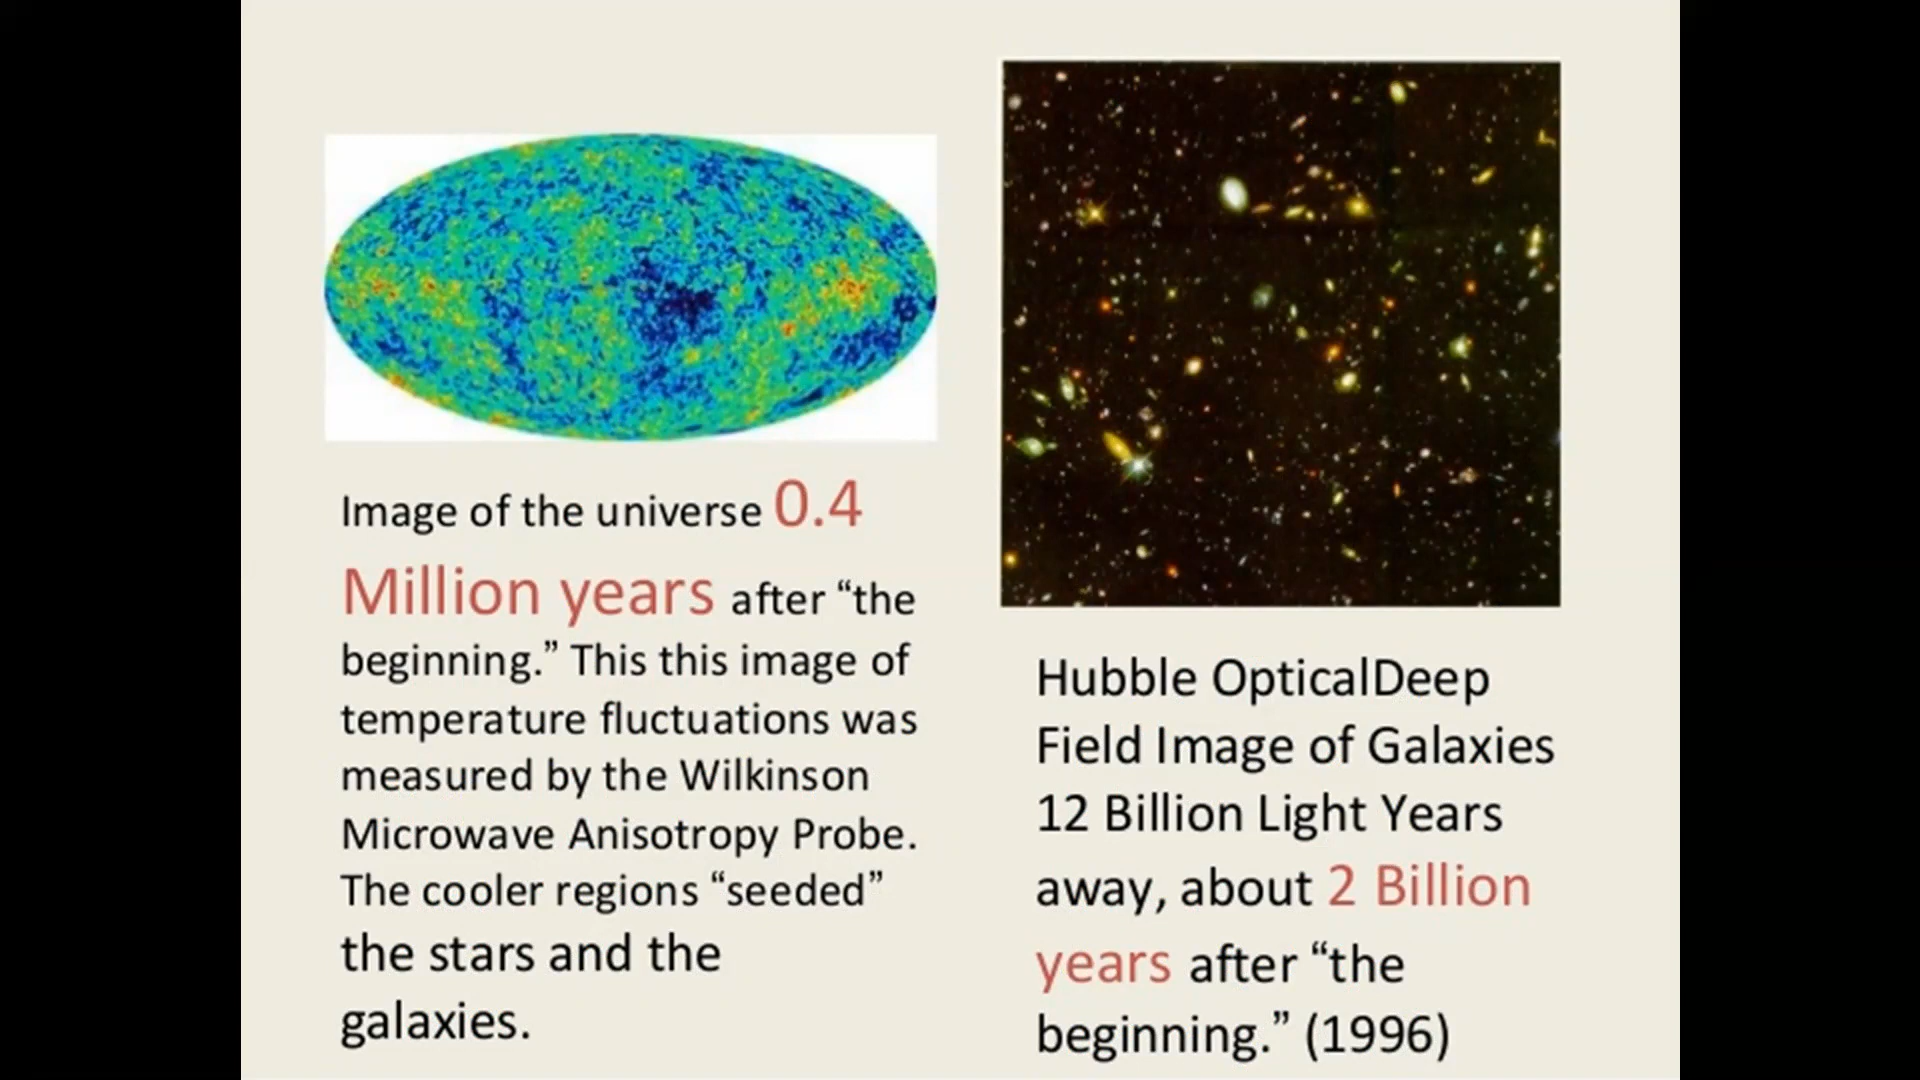 Image of the universe 0.4
Million years after “the
beginning.” This this image of
temperature fluctuations was
measured by the Wilkinson
Microwave Anisotropy Probe.
The cooler regions “seeded”
the stars and the
galaxies.
Hubble OpticalDeep
Field Image of Galaxies
12 Billion Light Years
away, about 2 Billion
years after “the
beginning.” (1996)